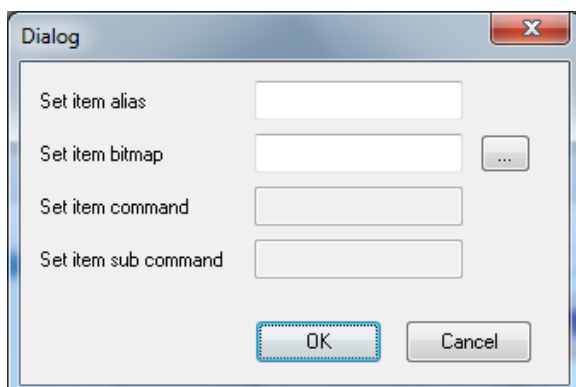 Dialog
Set item alias
Set item bitmap ...
Set item command
Set item sub command
OK Cancel